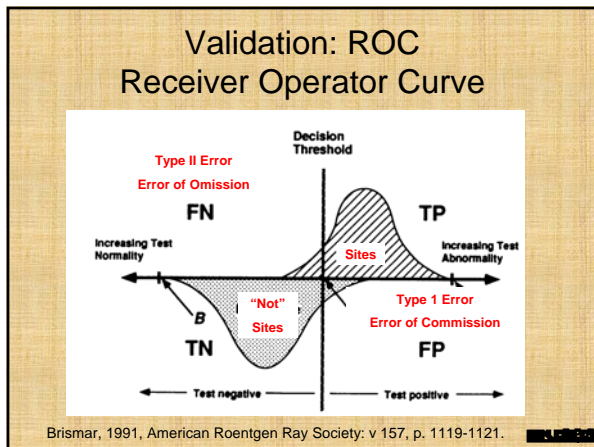 Validation: ROC
Receiver Operator Curve
Decision
Threshold
Type II Error
Error of Omission
FN
TP
Increasing Test
Normality
Sites
Increasing Test
Abnormality
B
"Not"
Sites
Type 1 Error
Error of Commission
TN
FP
Test negative
Test positive
Brismar, 1991, American Roentgen Ray Society: v 157, p. 1119-1121.